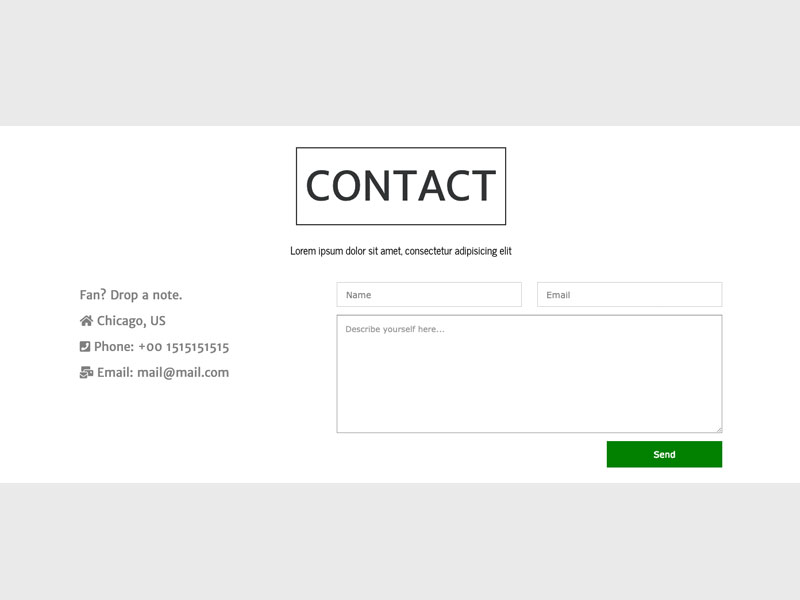 CONTACT
Lorem ipsum dolor sit amet, consectetur adipisicing elit
Fan? Drop a note.
Chicago, US
Phone: +00 1515151515
Email: mail@mail.com
Name
Email
Describe yourself here...
Send